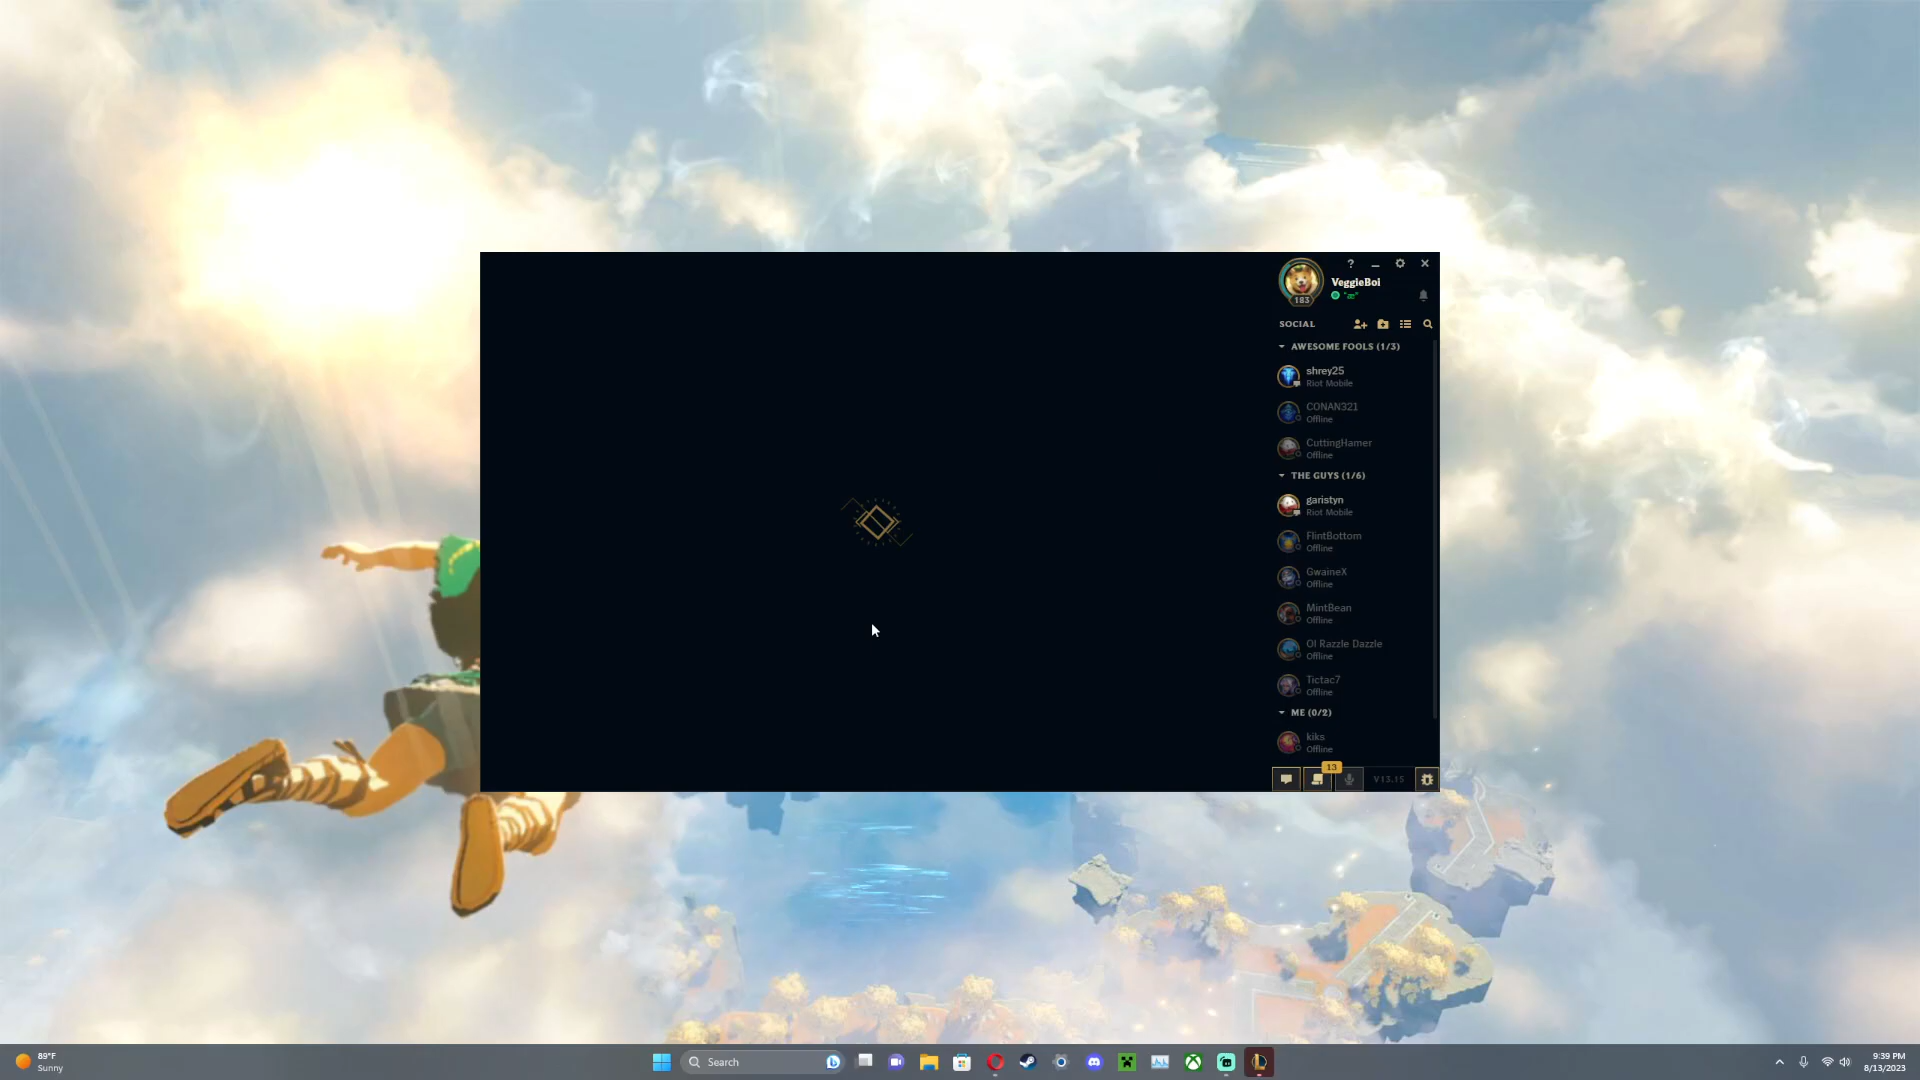 VeggieBoi
183
SOCIAL
AWESOME FOOLS (1/3)
shrey25
Riot Mobile
CONAN321
Offline
CuttingHamer
Offline
THE GUYS (1/6)
garistyn
Riot Mobile
FlintBottom
Offline
GwaineX
Offline
MintBean
Offline
Ol Razzle Dazzle
Offline
Tictac7
Offline
ME (0/2)
kiks
Offline
13
V13.15
89°F
Sunny
Search
9:39 PM
8/13/2023